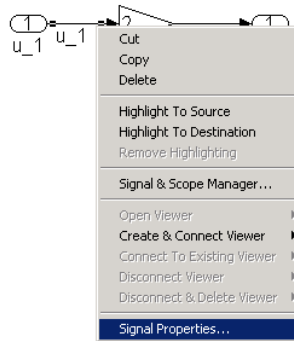 1
u_1
u_1
2
1
Cut
Copy
Delete
Highlight To Source
Highlight To Destination
Remove Highlighting
Signal & Scope Manager...
Open Viewer
Create & Connect Viewer
Connect To Existing Viewer
Disconnect Viewer
Disconnect & Delete Viewer
Signal Properties...